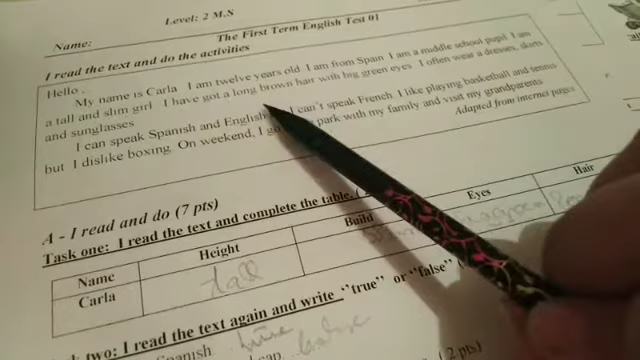 Level: 2 M.S
Name:
The First Term English Test 01
I read the text and do the activities
Hello .
My name is Carla I am twelve years old I am from Spain I am a middle school pupil I am
a tall and slim girl I have got a long brown hair with big green eyes I often wear a dresses, skirts
and sunglasses
I can speak Spanish and English I can't speak French. I like playing basketball and tennis
but I dislike boxing. On weekend, I park with my family and visit my grandparents
Adapted from internet pages
A - I read and do (7 pts)
Task one: I read the text and complete the table.
Name Height Build Eyes Hair
Carla tall
two: I read the text again and write "true" or "false"
Spanish true
can false
pts)